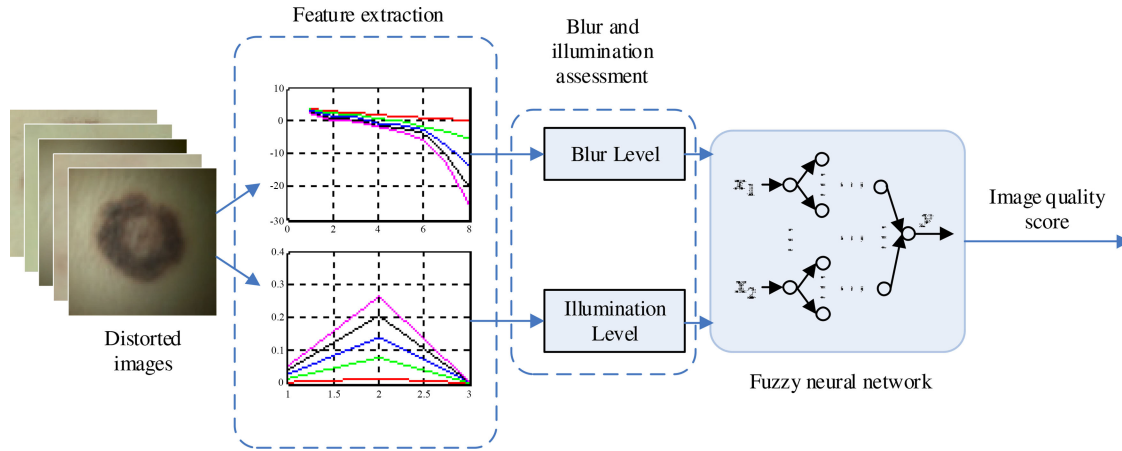 Feature extraction
Blur and
illumination
assessment
10
0
-10
-20
-30
0
2
4
6
8
Blur Level
x1
y
Image quality
score
0.4
0.3
0.2
0.1
0
1
1.5
2
2.5
3
Illumination
Level
x2
Distorted
images
Fuzzy neural network